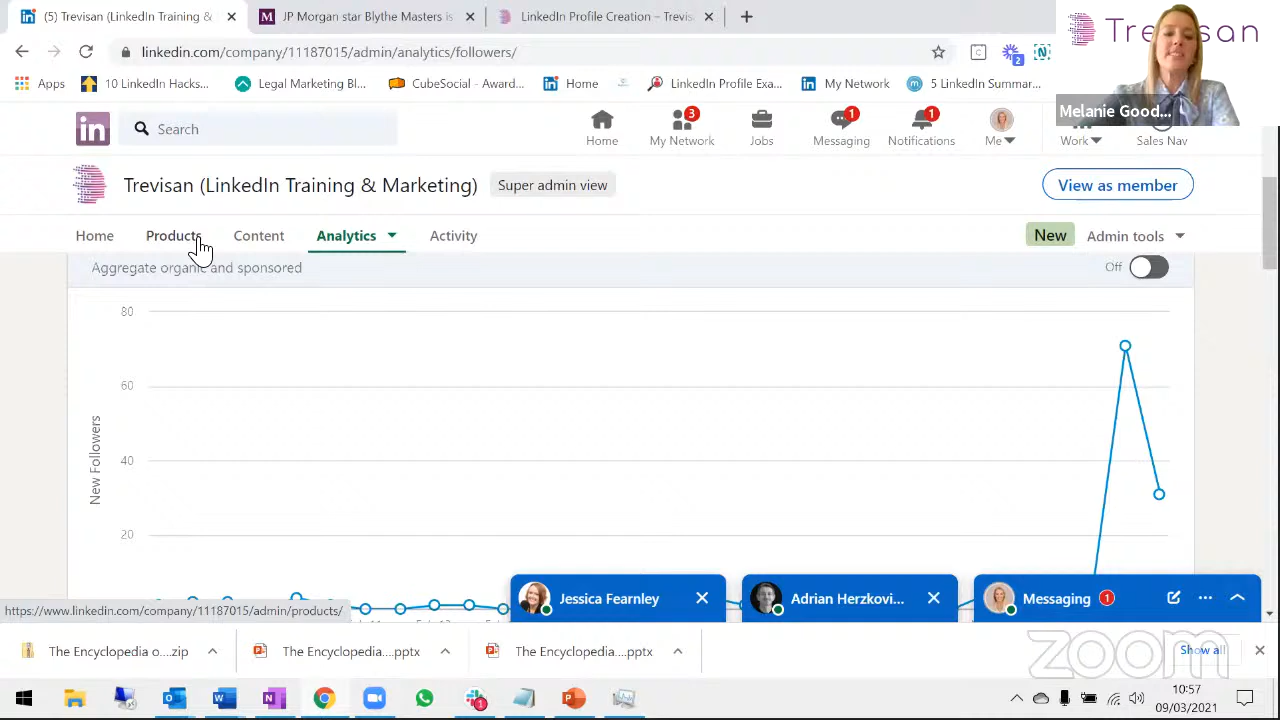 (5) Trevisan (LinkedIn Training
JP Morgan star Blythe Masters i
LinkedIn Profile Creation - Trevis
linkedin.com/company/11187015/admin/analytics/followers/
Apps
10 LinkedIn Hacks...
Legal Marketing Bl...
CubeSocial - Award...
Home
LinkedIn Profile Exa...
My Network
5 LinkedIn Summar...
Melanie Good...
in
Search
Home
3
My Network
Jobs
1
Messaging
1
Notifications
Me
Work
Sales Nav
Trevisan (LinkedIn Training & Marketing)
Super admin view
View as member
Home
Products
Content
Analytics
Activity
New
Admin tools
Aggregate organic and sponsored
Off
80
60
40
20
New Followers
Jessica Fearnley
Adrian Herzkovi...
Messaging
1
https://www.linkedin.com/company/11187015/admin/products/
The Encyclopedia o....zip
The Encyclopedia....pptx
The Encyclopedia....pptx
Show all
zoom
10:57
09/03/2021